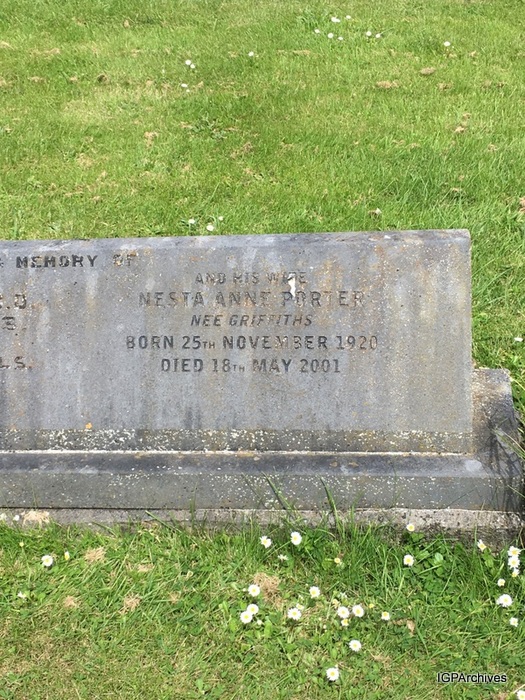 MEMORY OF
AND HIS WIFE
NESTA ANNE PORTER
NEE GRIFFITHS
BORN 25TH NOVEMBER 1920
DIED 18TH MAY 2001
IGPArchives